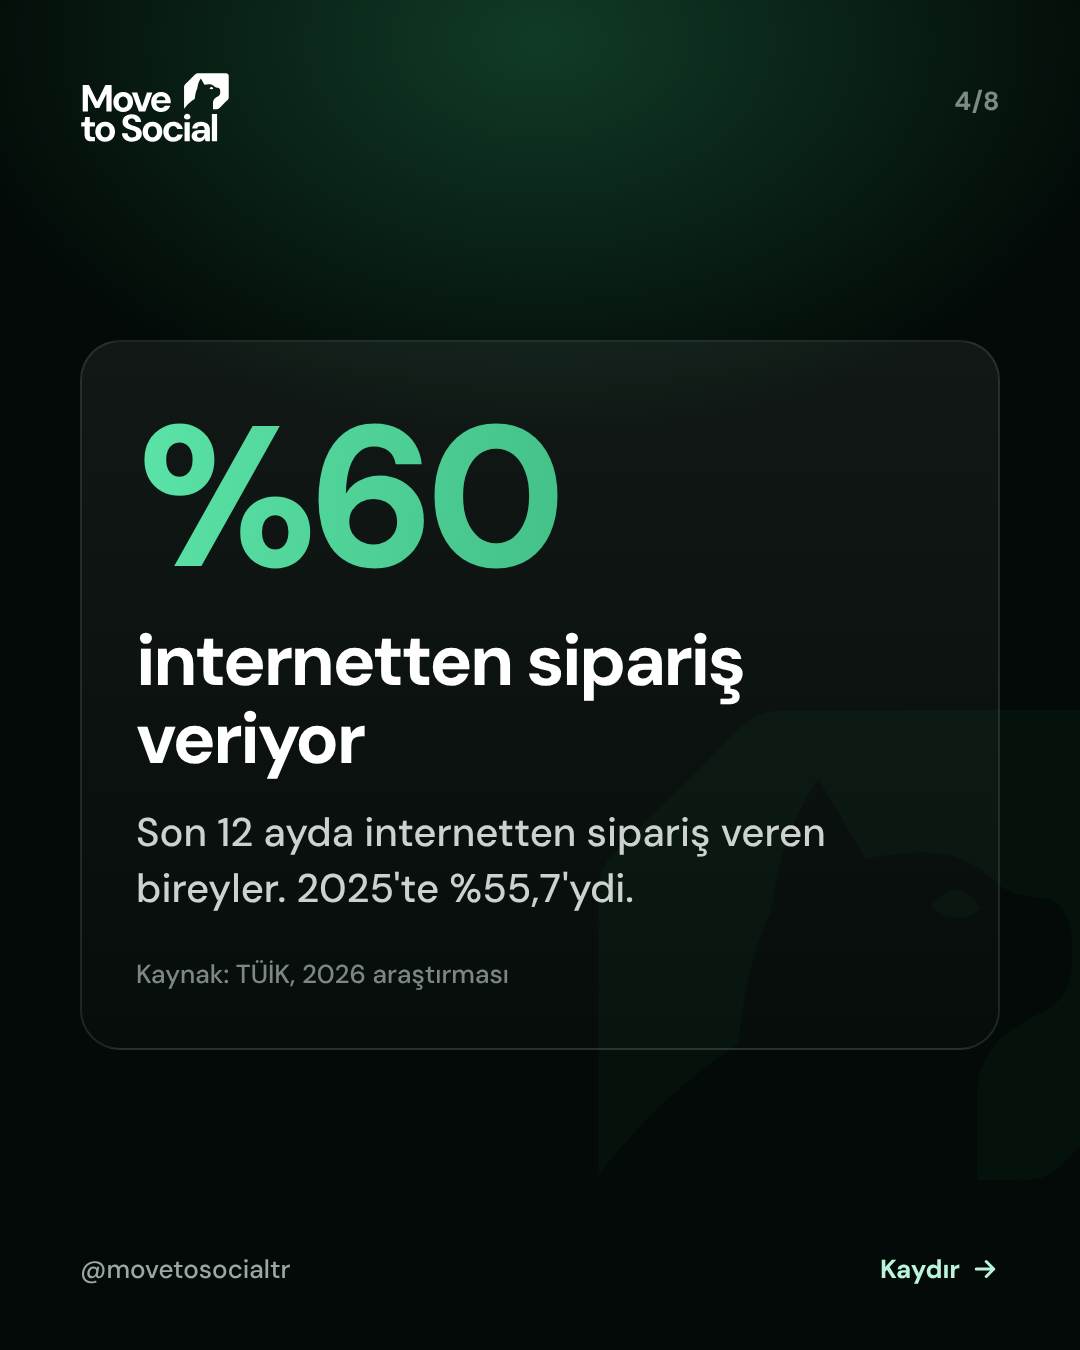 Move
to Social
4/8
%60
internetten sipariş
veriyor
Son 12 ayda internetten sipariş veren
bireyler. 2025'te %55,7'ydi.
Kaynak: TÜİK, 2026 araştırması
@movetosocialtr
Kaydır →